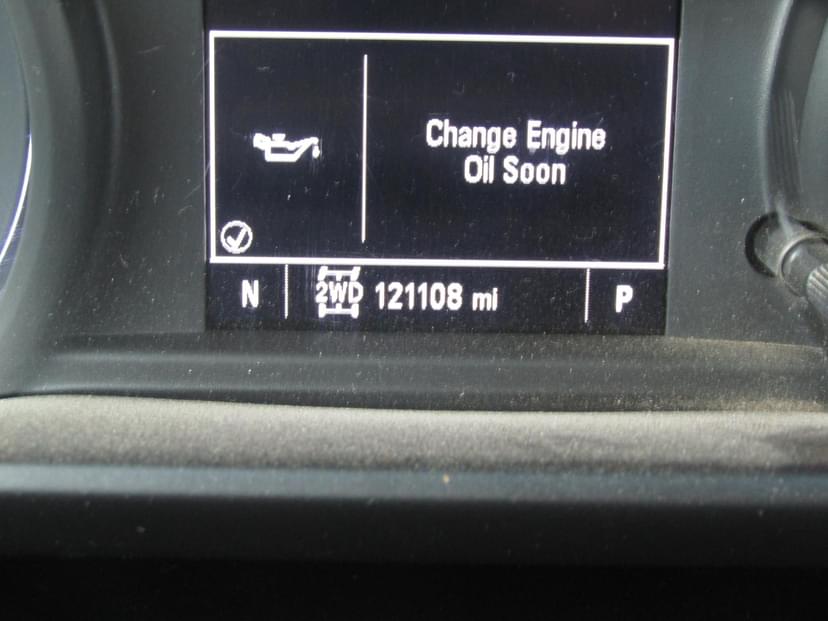 Change Engine
Oil Soon
N 2WD 121108 mi P